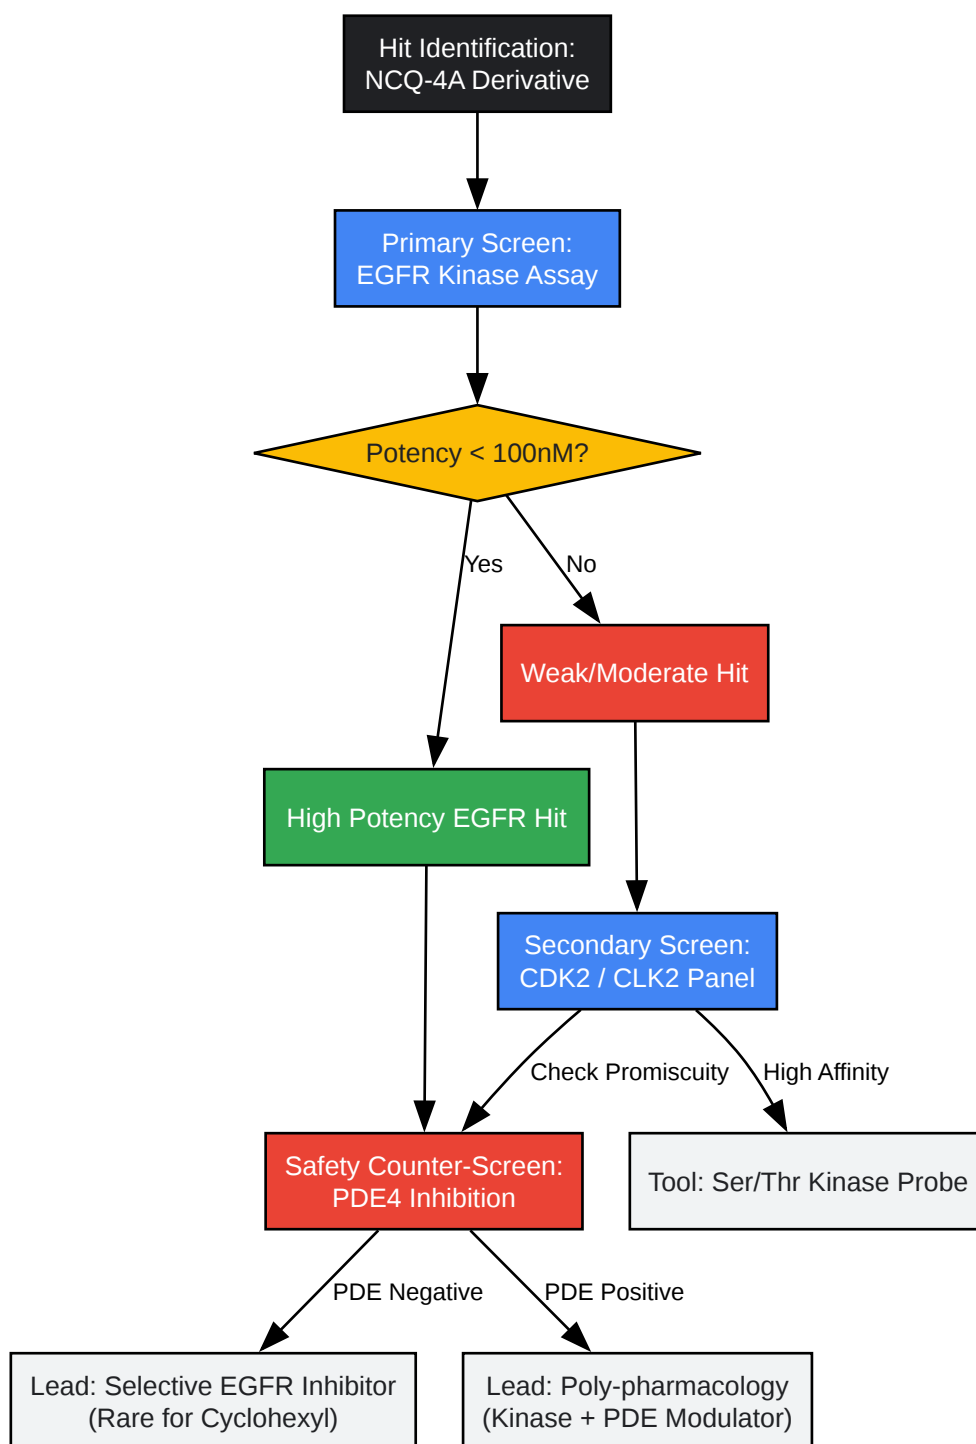 Hit Identification:
NCQ-4A Derivative
Primary Screen:
EGFR Kinase Assay
Potency < 100nM?
Yes
No
Weak/Moderate Hit
High Potency EGFR Hit
Secondary Screen:
CDK2 / CLK2 Panel
Check Promiscuity
High Affinity
Safety Counter-Screen:
PDE4 Inhibition
Tool: Ser/Thr Kinase Probe
PDE Negative
PDE Positive
Lead: Selective EGFR Inhibitor
(Rare for Cyclohexyl)
Lead: Poly-pharmacology
(Kinase + PDE Modulator)